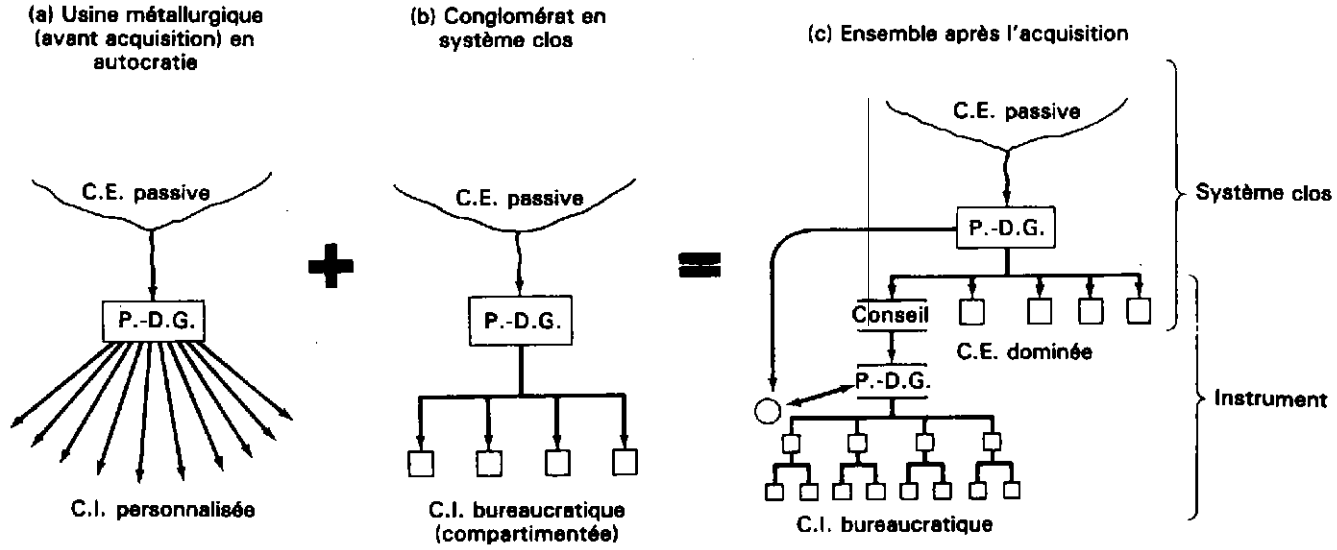 (a) Usine métallurgique
(avant acquisition) en
autocratie
(b) Conglomérat en
système clos
(c) Ensemble après l'acquisition
C.E. passive
P.-D.G.
C.I. personnalisée
C.E. passive
P.-D.G.
C.I. bureaucratique
(compartimentée)
C.E. passive
P.-D.G.
Système clos
Conseil
C.E. dominée
P.-D.G.
Instrument
C.I. bureaucratique